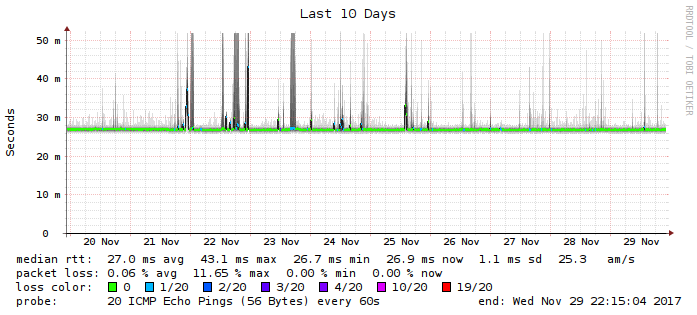 Last 10 Days
RRDTOOL / TOBI OETIKER
Seconds
50 m
40 m
30 m
20 m
10 m
0
20 Nov 21 Nov 22 Nov 23 Nov 24 Nov 25 Nov 26 Nov 27 Nov 28 Nov 29 Nov
median rtt: 27.0 ms avg 43.1 ms max 26.7 ms min 26.9 ms now 1.1 ms sd 25.3 am/s
packet loss: 0.06 % avg 11.65 % max 0.00 % min 0.00 % now
loss color: 0 1/20 2/20 3/20 4/20 10/20 19/20
probe: 20 ICMP Echo Pings (56 Bytes) every 60s end: Wed Nov 29 22:15:04 2017